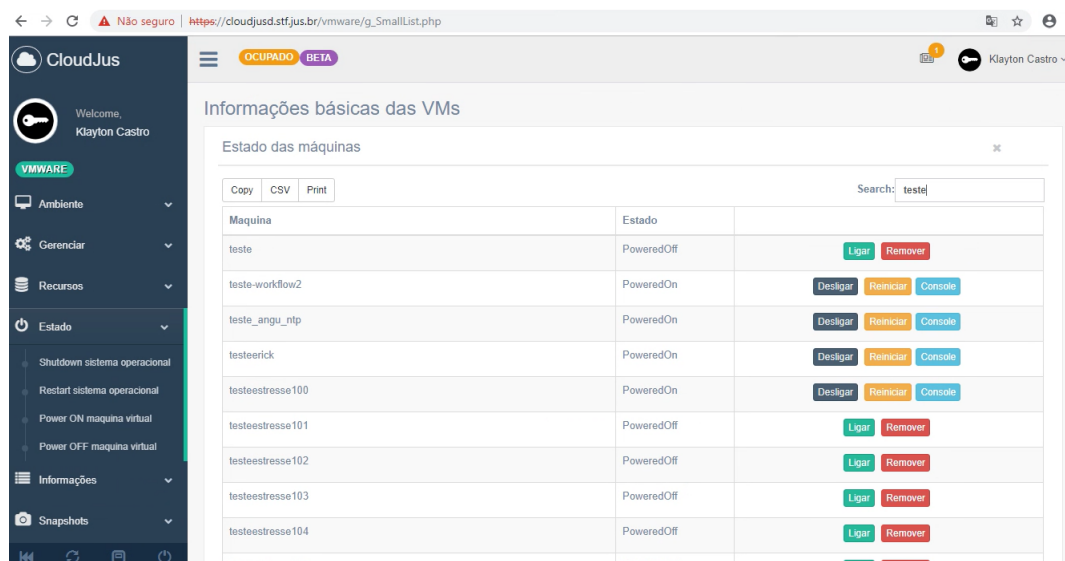 Não seguro | https://cloudjusd.stf.jus.br/vmware/g_SmallList.php
CloudJus
OCUPADO BETA
1
Klayton Castro
Welcome,
Klayton Castro
VMWARE
Ambiente
Gerenciar
Recursos
Estado
Shutdown sistema operacional
Restart sistema operacional
Power ON maquina virtual
Power OFF maquina virtual
Informações
Snapshots
Informações básicas das VMs
Estado das máquinas
Copy CSV Print
Search: teste
Maquina Estado
teste PoweredOff Ligar Remover
teste-workflow2 PoweredOn Desligar Reiniciar Console
teste_angu_ntp PoweredOn Desligar Reiniciar Console
testeerick PoweredOn Desligar Reiniciar Console
testeestresse100 PoweredOn Desligar Reiniciar Console
testeestresse101 PoweredOff Ligar Remover
testeestresse102 PoweredOff Ligar Remover
testeestresse103 PoweredOff Ligar Remover
testeestresse104 PoweredOff Ligar Remover